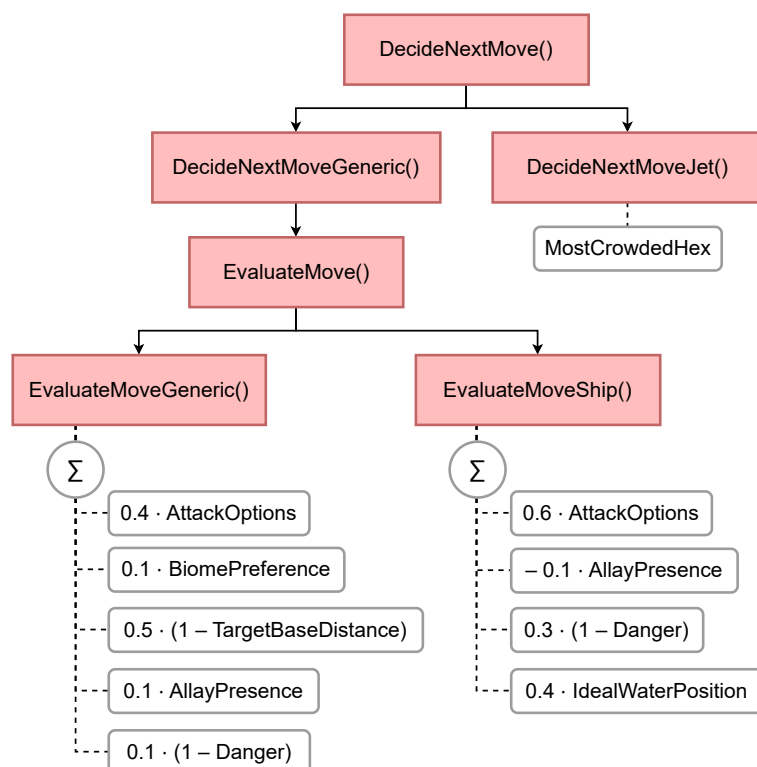 DecideNextMove()
DecideNextMoveGeneric()
DecideNextMoveJet()
MostCrowdedHex
EvaluateMove()
EvaluateMoveGeneric()
EvaluateMoveShip()
Σ
Σ
0.4 · AttackOptions
0.1 · BiomePreference
0.5 · (1 – TargetBaseDistance)
0.1 · AllayPresence
0.1 · (1 – Danger)
0.6 · AttackOptions
– 0.1 · AllayPresence
0.3 · (1 – Danger)
0.4 · IdealWaterPosition